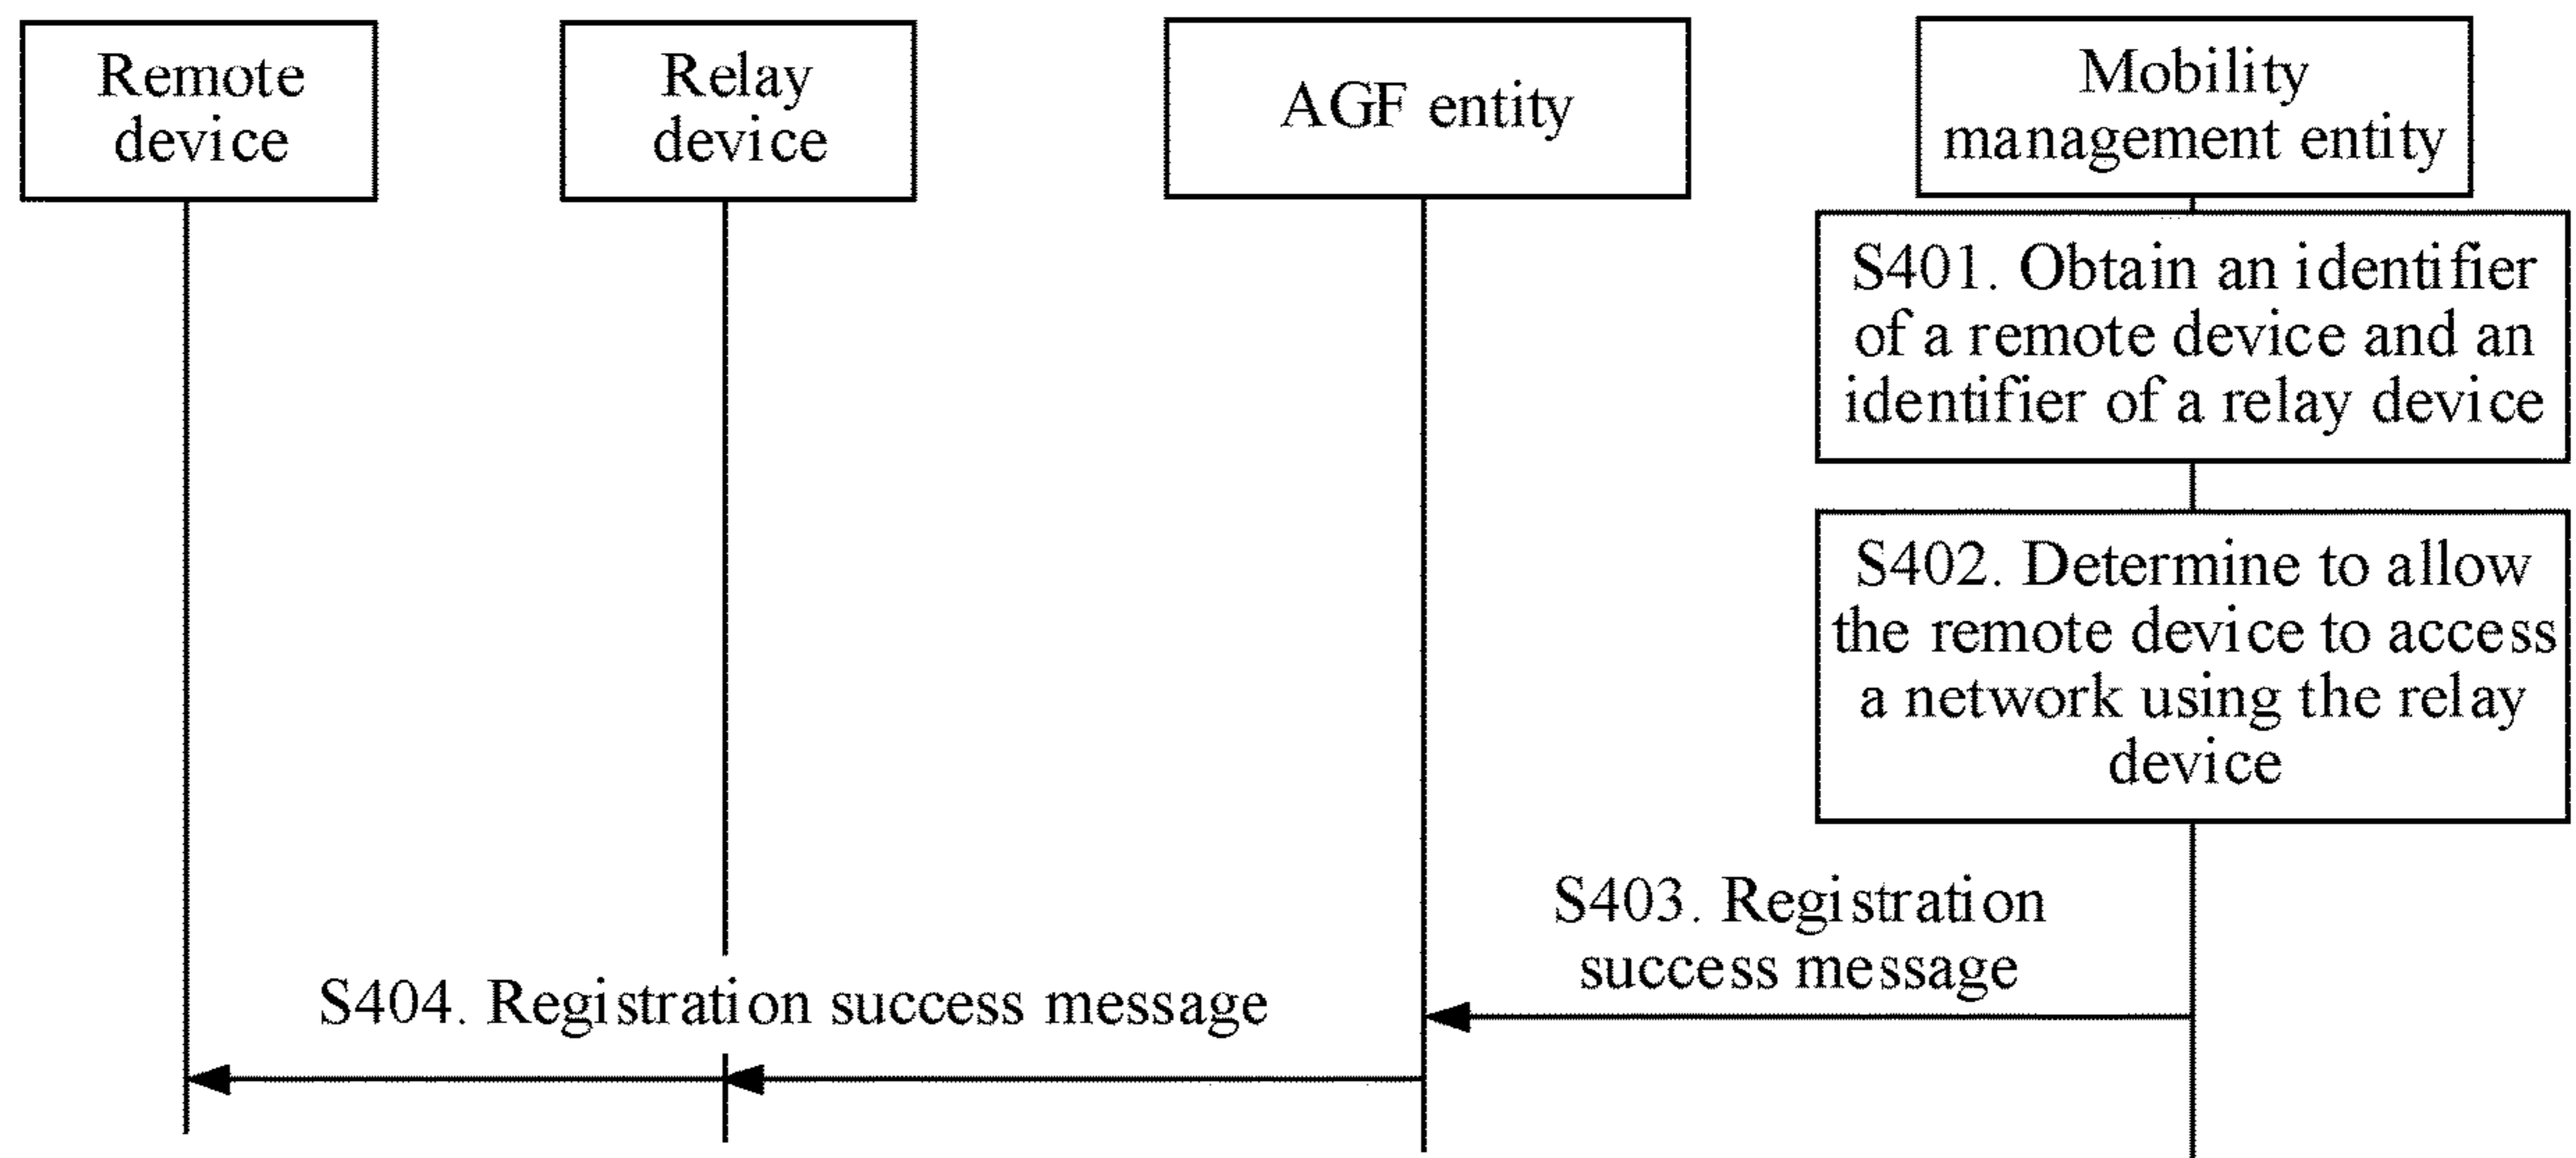 Remote
device
Relay
device
AGF entity
Mobility
management entity
S401. Obtain an identifier
of a remote device and an
identifier of a relay device
S402. Determine to allow
the remote device to access
a network using the relay
device
S403. Registration
success message
S404. Registration success message